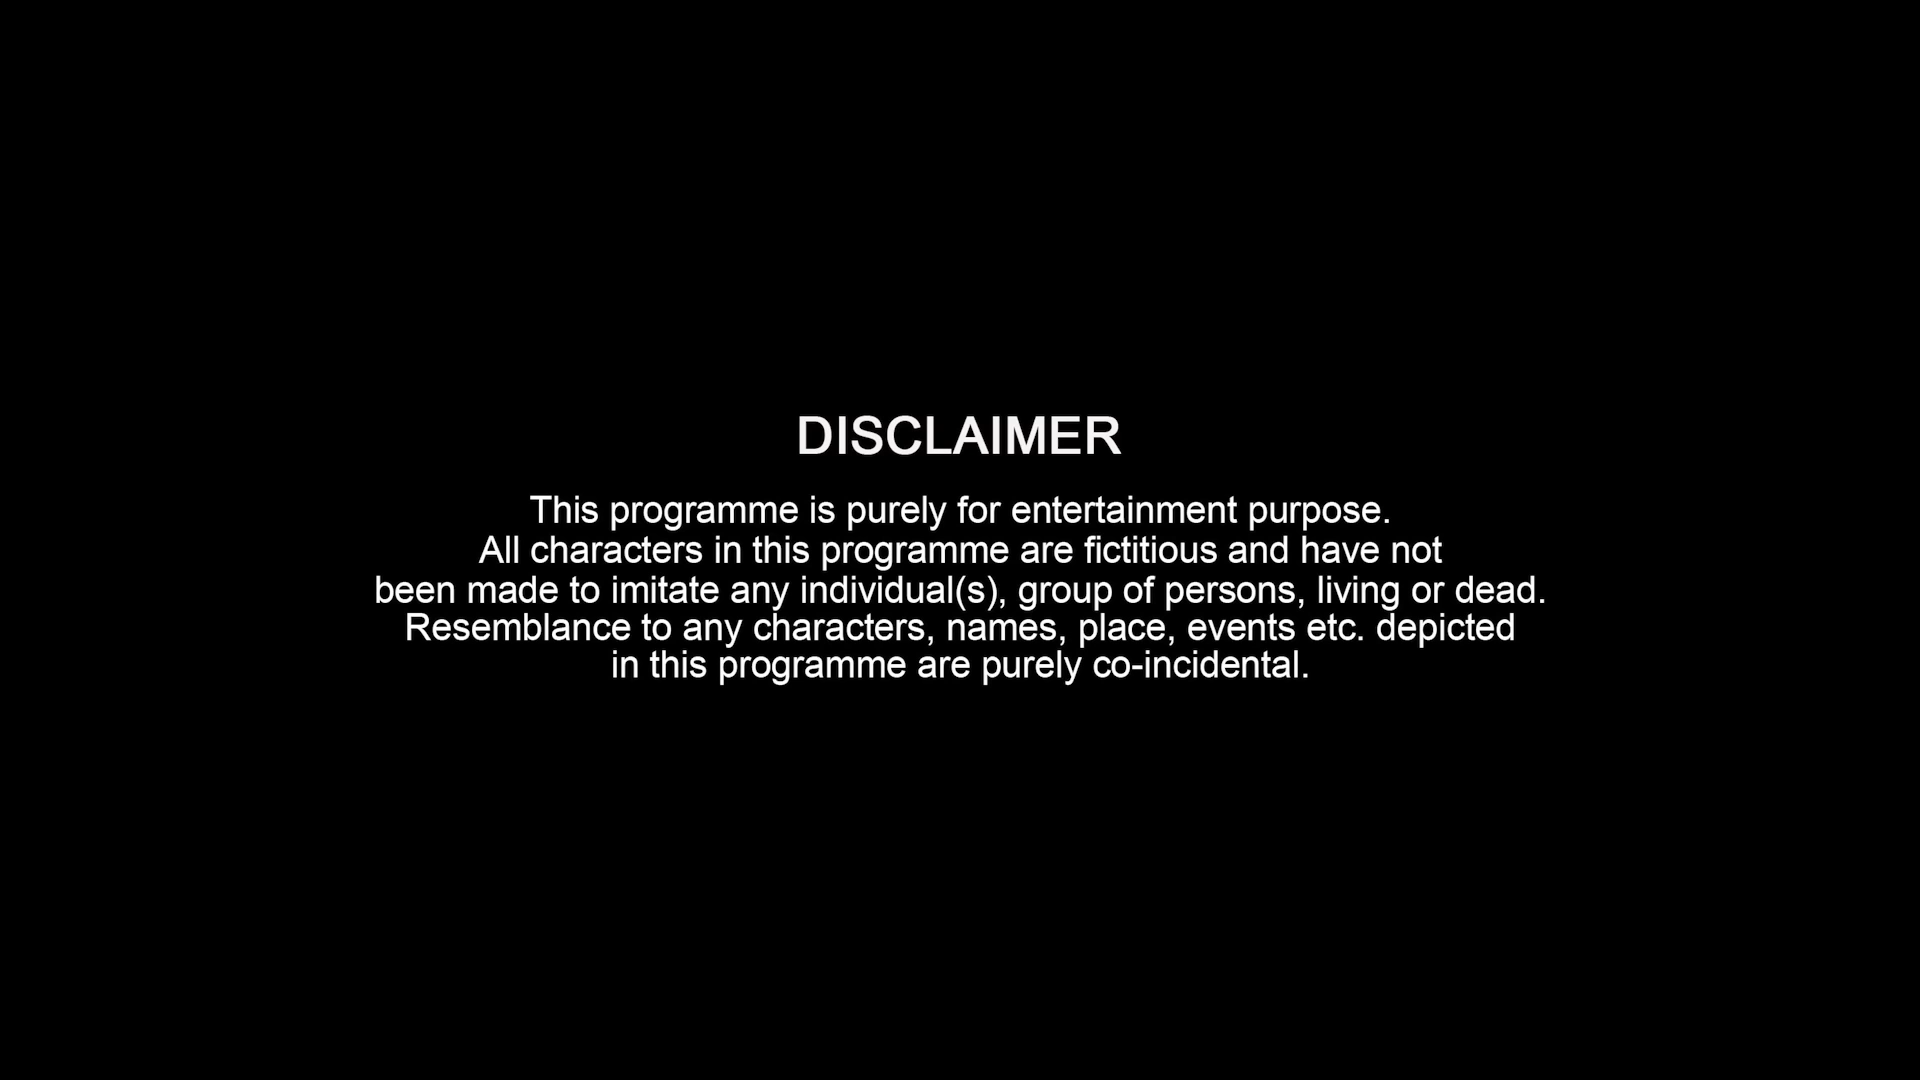 DISCLAIMER
This programme is purely for entertainment purpose.
All characters in this programme are fictitious and have not
been made to imitate any individual(s), group of persons, living or dead.
Resemblance to any characters, names, place, events etc. depicted
in this programme are purely co-incidental.